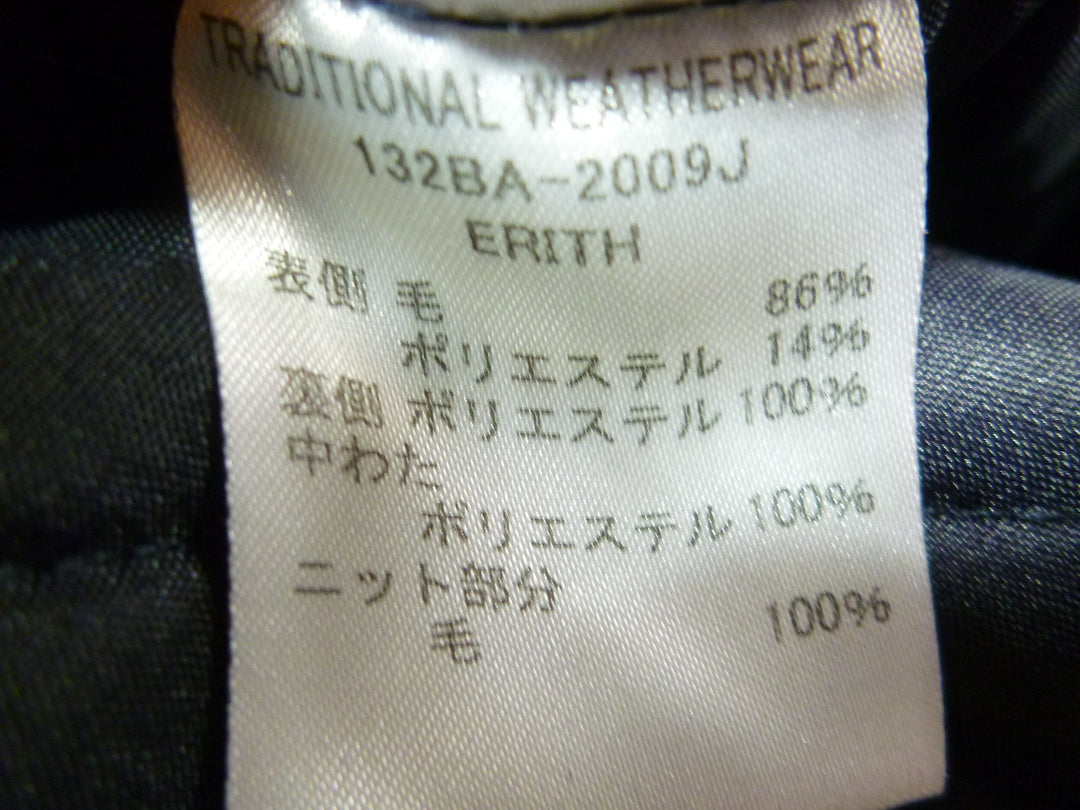 TRADITIONAL WEATHERWEAR
132BA-2009J
ERITH
表側 毛 86%
ポリエステル 14%
裏側 ポリエステル 100%
中わた
ポリエステル 100%
ニット部分
毛 100%